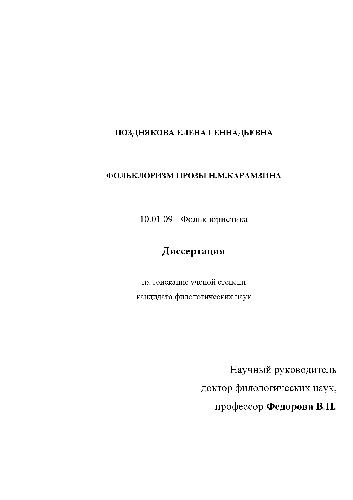 ПОЗДНЯКОВА ЕЛЕНА ГЕННАДЬЕВНА
ФОЛЬКЛОРИЗМ ПРОЗЫ Н.М.КАРАМЗИНА
10.01.09 - Фольклористика
Диссертация
на соискание ученой степени
кандидата филологических наук
Научный руководитель
доктор филологических наук,
профессор Федорова В.П.